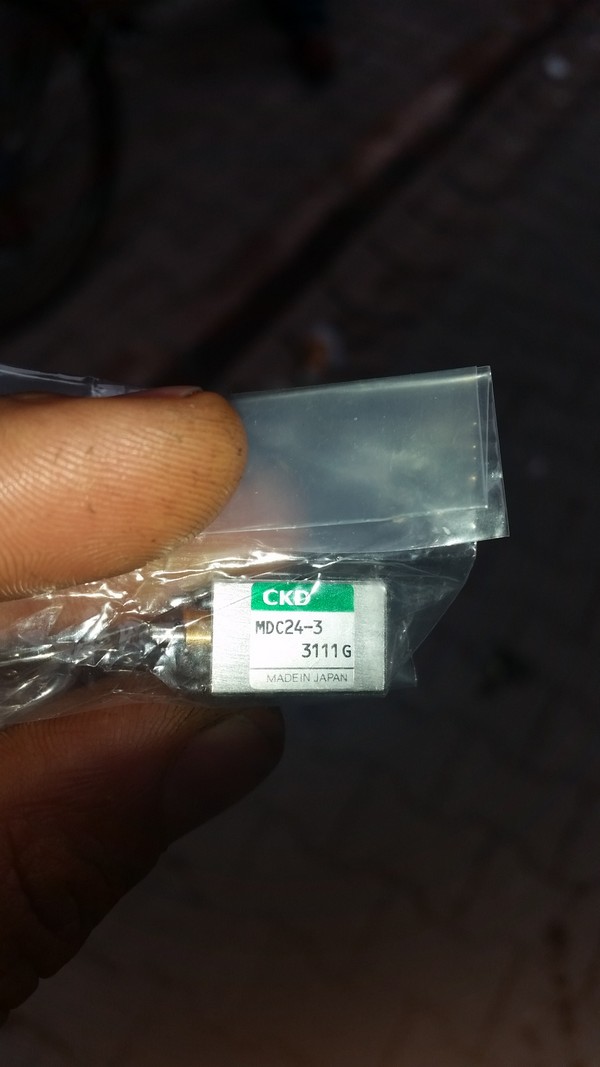 CKD
MDC24-3
3111G
MADE IN JAPAN